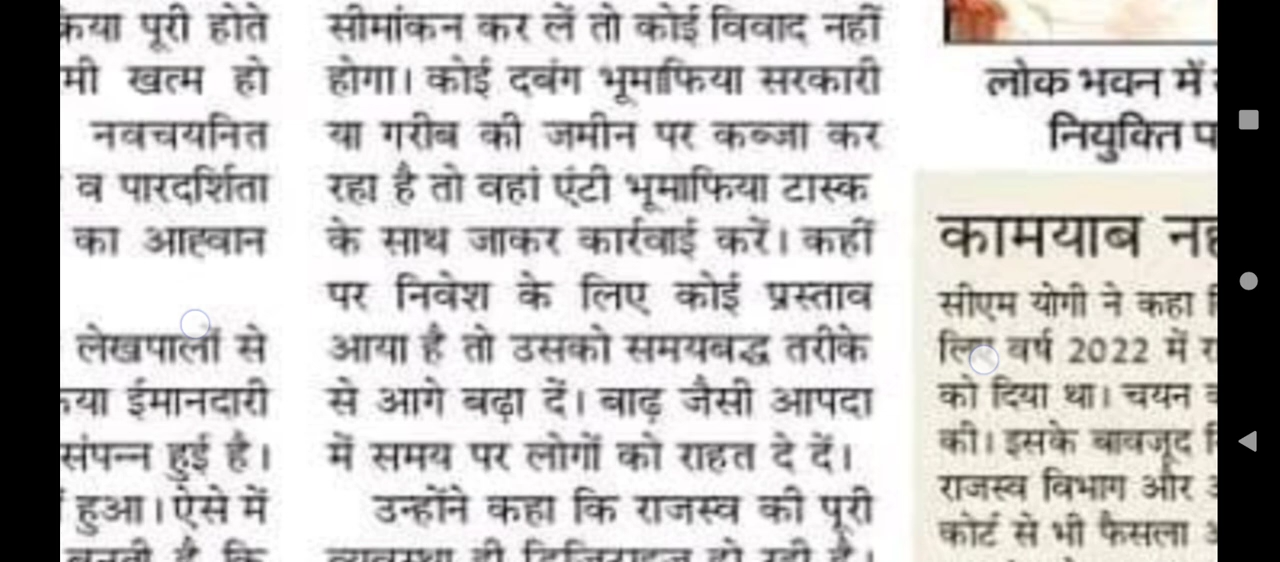 पूरी होते
मी खत्म हो
नवचयनित
व पारदर्शिता
का आह्वान
लेखपालों से
ईमानदारी
संपन्न हुई है।
हुआ। ऐसे में
सीमांकन कर लें तो कोई विवाद नहीं
होगा। कोई दबंग भूमाफिया सरकारी
या गरीब की जमीन पर कब्जा कर
रहा है तो वहां एंटी भूमाफिया टास्क
के साथ जाकर कार्रवाई करें। कहीं
पर निवेश के लिए कोई प्रस्ताव
आया है तो उसको समयबद्ध तरीके
से आगे बढ़ा दें। बाढ़ जैसी आपदा
में समय पर लोगों को राहत दे दें।
उन्होंने कहा कि राजस्व की पूरी
लोक भवन में
नियुक्ति
कामयाब
सीएम योगी ने कहा
लिए वर्ष 2022 में
को दिया था। चयन
की। इसके बावजूद
राजस्व विभाग और
कोर्ट से भी फैसला